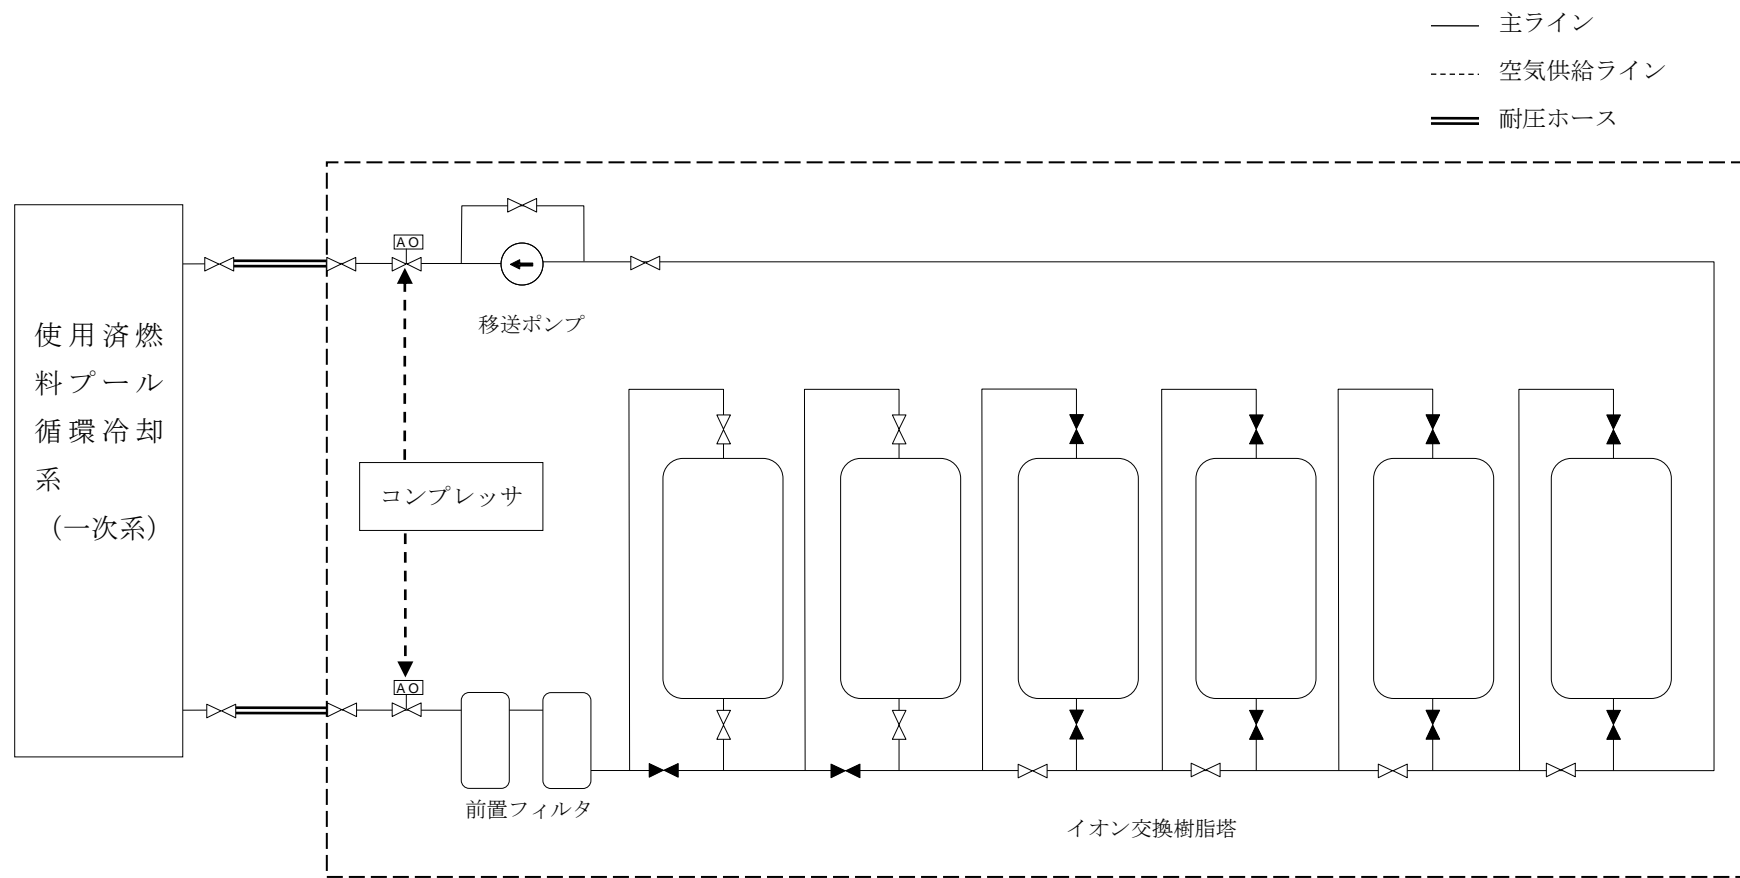 主ライン
空気供給ライン
耐圧ホース
AO
移送ポンプ
使用済燃
料プール
循環冷却
系
（一次系）
コンプレッサ
AO
前置フィルタ
イオン交換樹脂塔